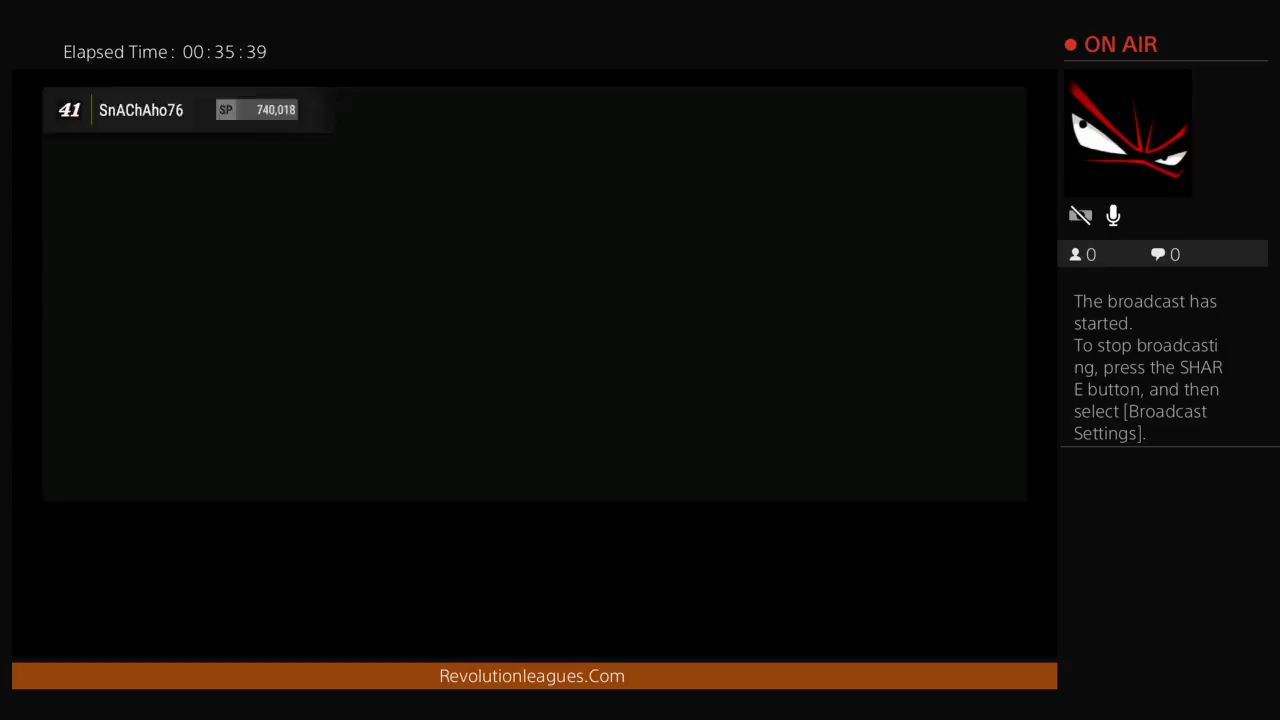 Elapsed Time: 00:35:39
ON AIR
41 SnAChAho76 SP 740,018
0 0
The broadcast has
started.
To stop broadcasti
ng, press the SHAR
E button, and then
select [Broadcast
Settings].
Revolutionleagues.Com